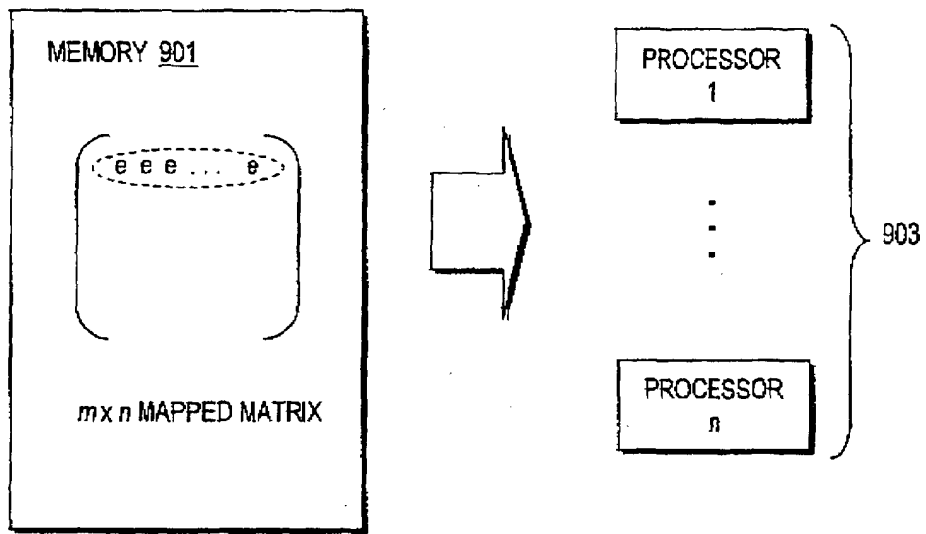 MEMORY 901
e e e ... e
m x n MAPPED MATRIX
PROCESSOR
1
PROCESSOR
n
903